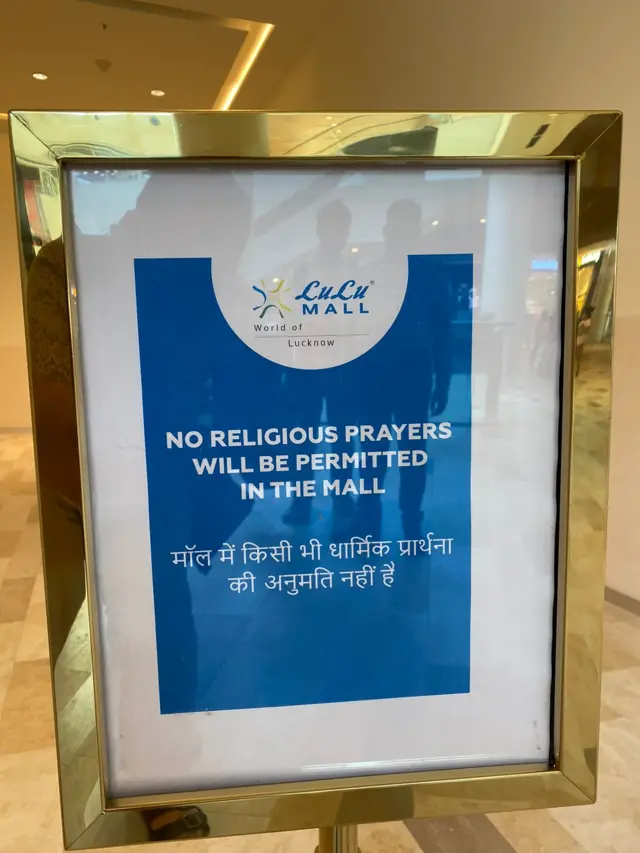 LuLu®
MALL
World of
Lucknow
NO RELIGIOUS PRAYERS
WILL BE PERMITTED
IN THE MALL
मॉल में किसी भी धार्मिक प्रार्थना
की अनुमति नहीं है